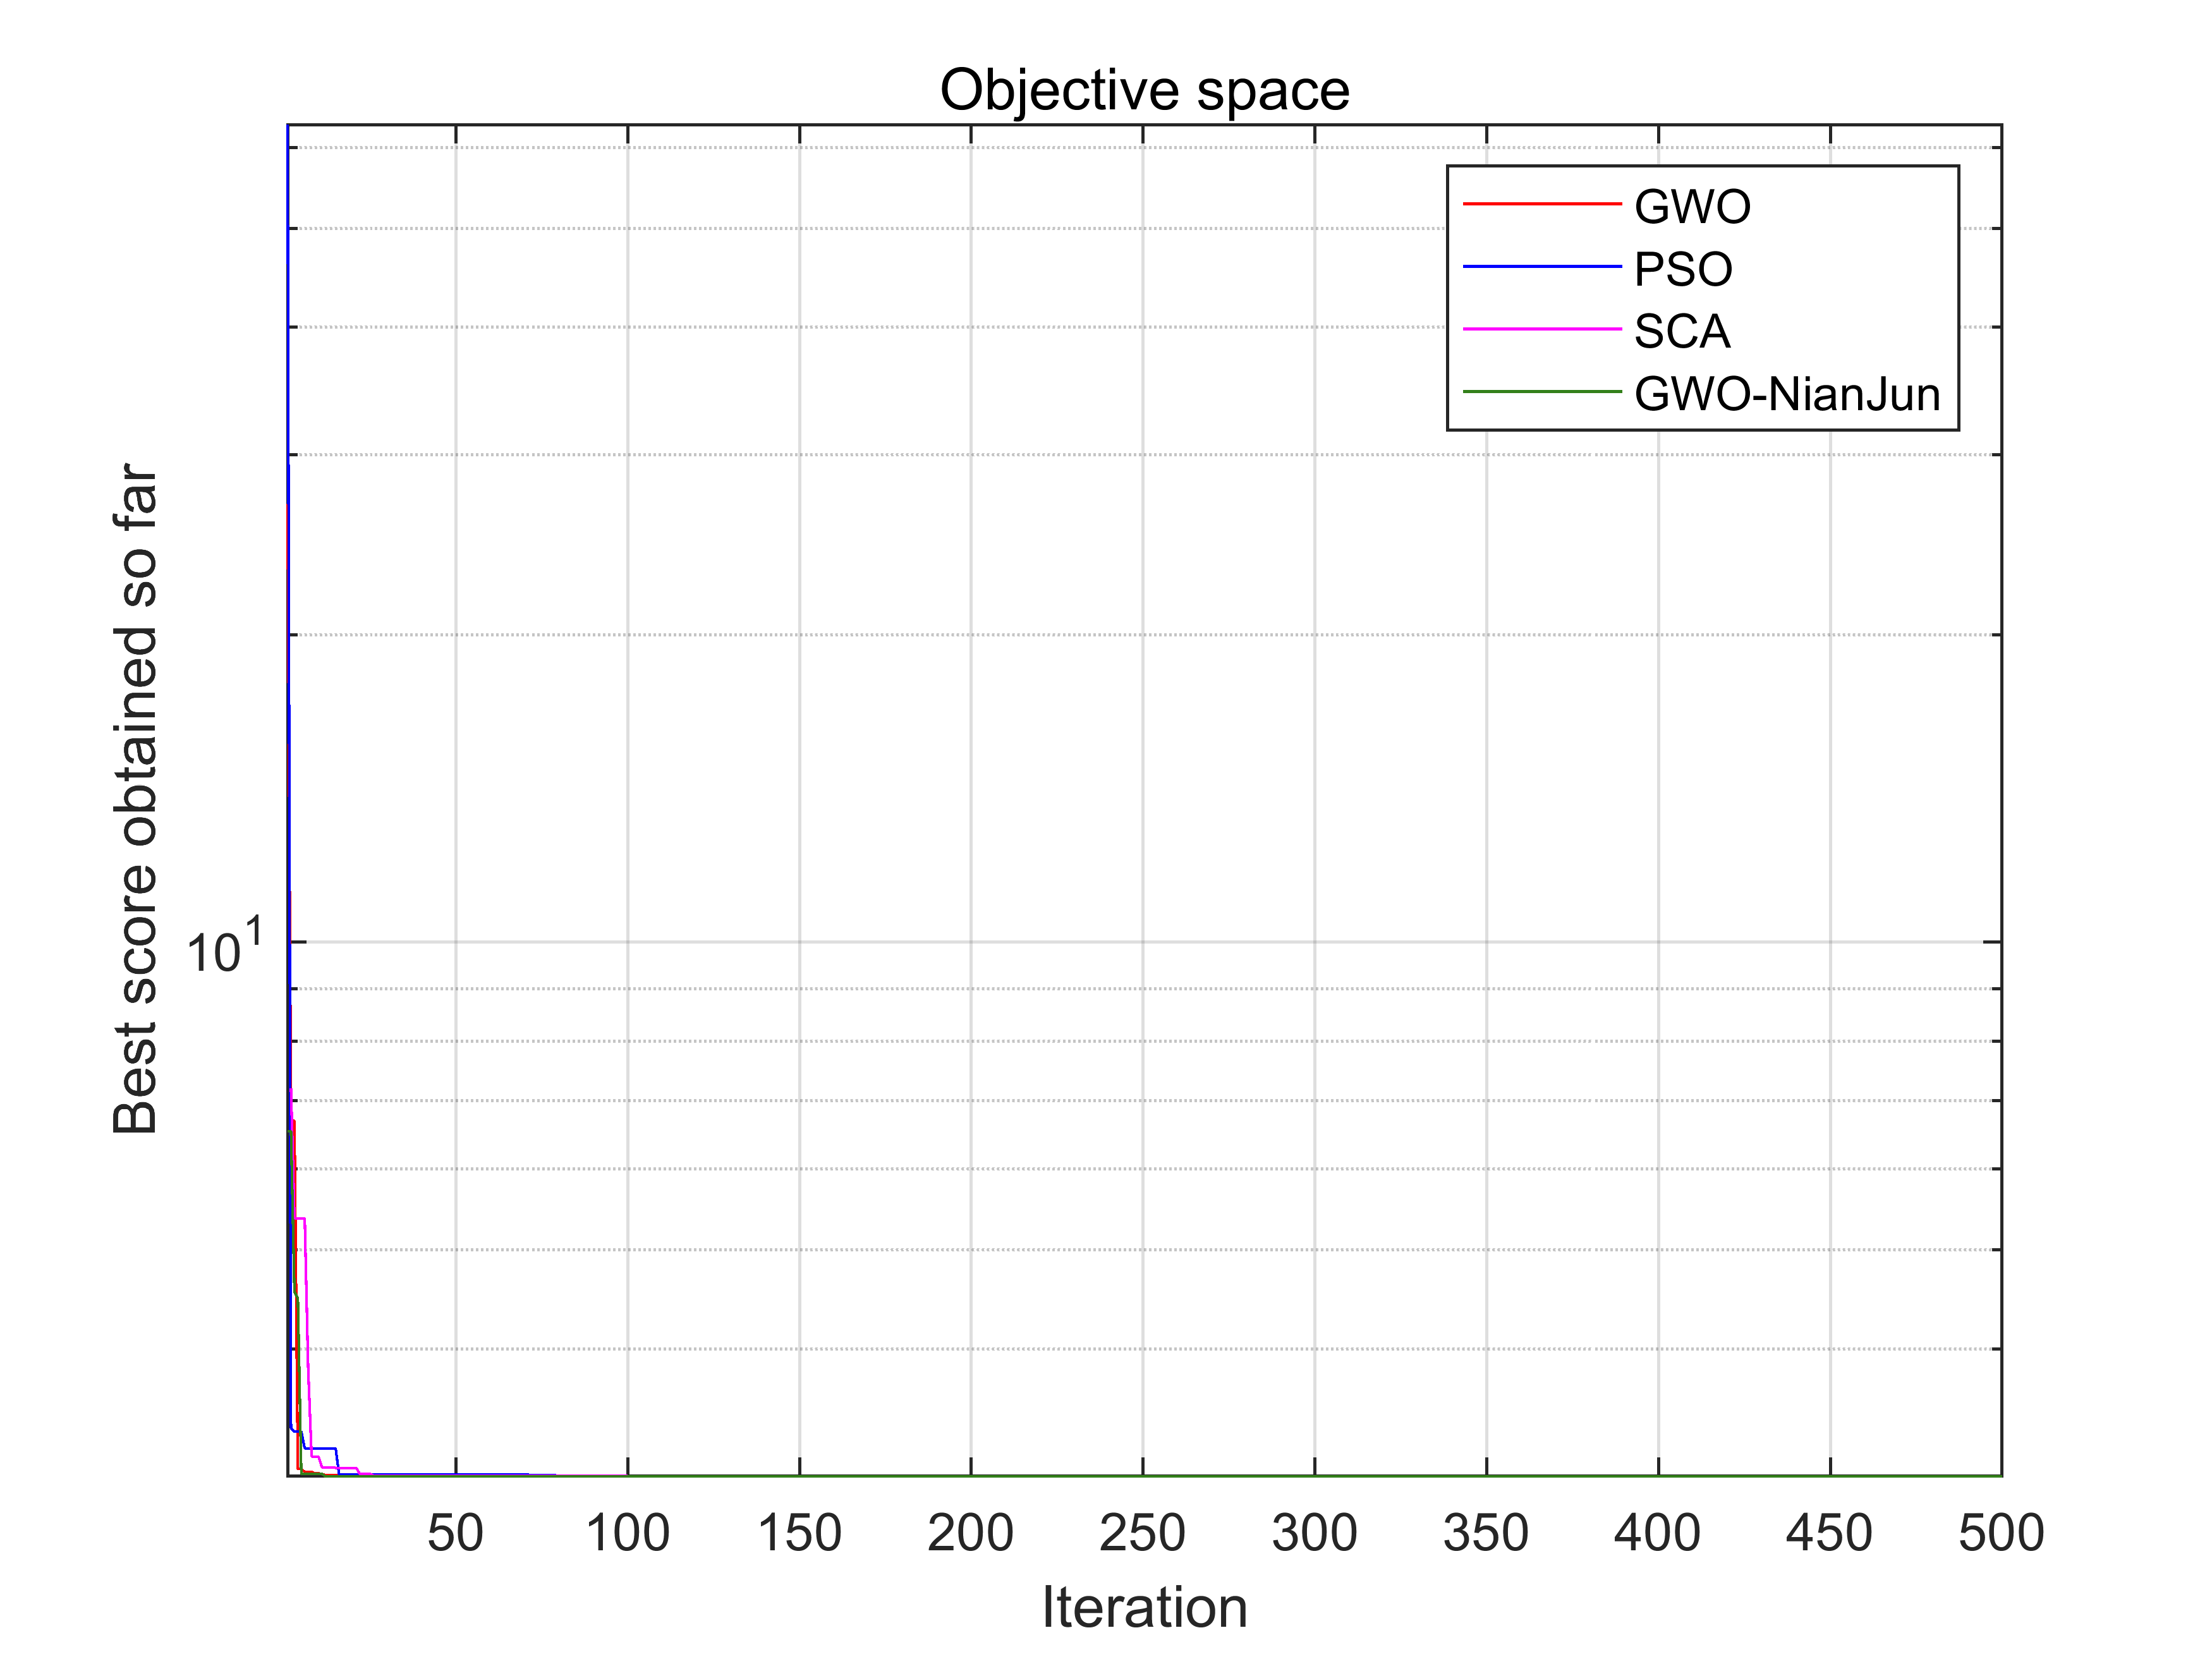 Objective space
GWO
PSO
SCA
GWO-NianJun
Best score obtained so far
10^1
50 100 150 200 250 300 350 400 450 500
Iteration